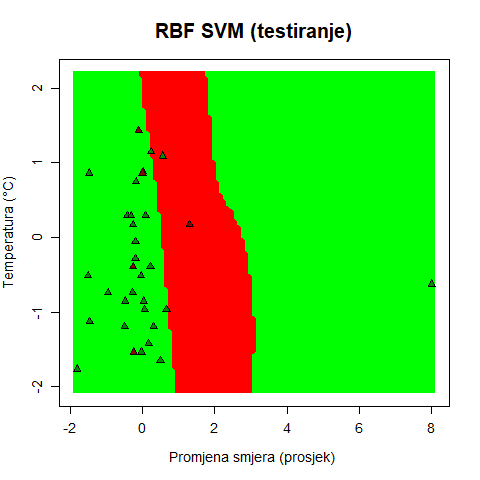 RBF SVM (testiranje)
Temperatura (°C)
2
1
0
-1
-2
-2 0 2 4 6 8
Promjena smjera (prosjek)